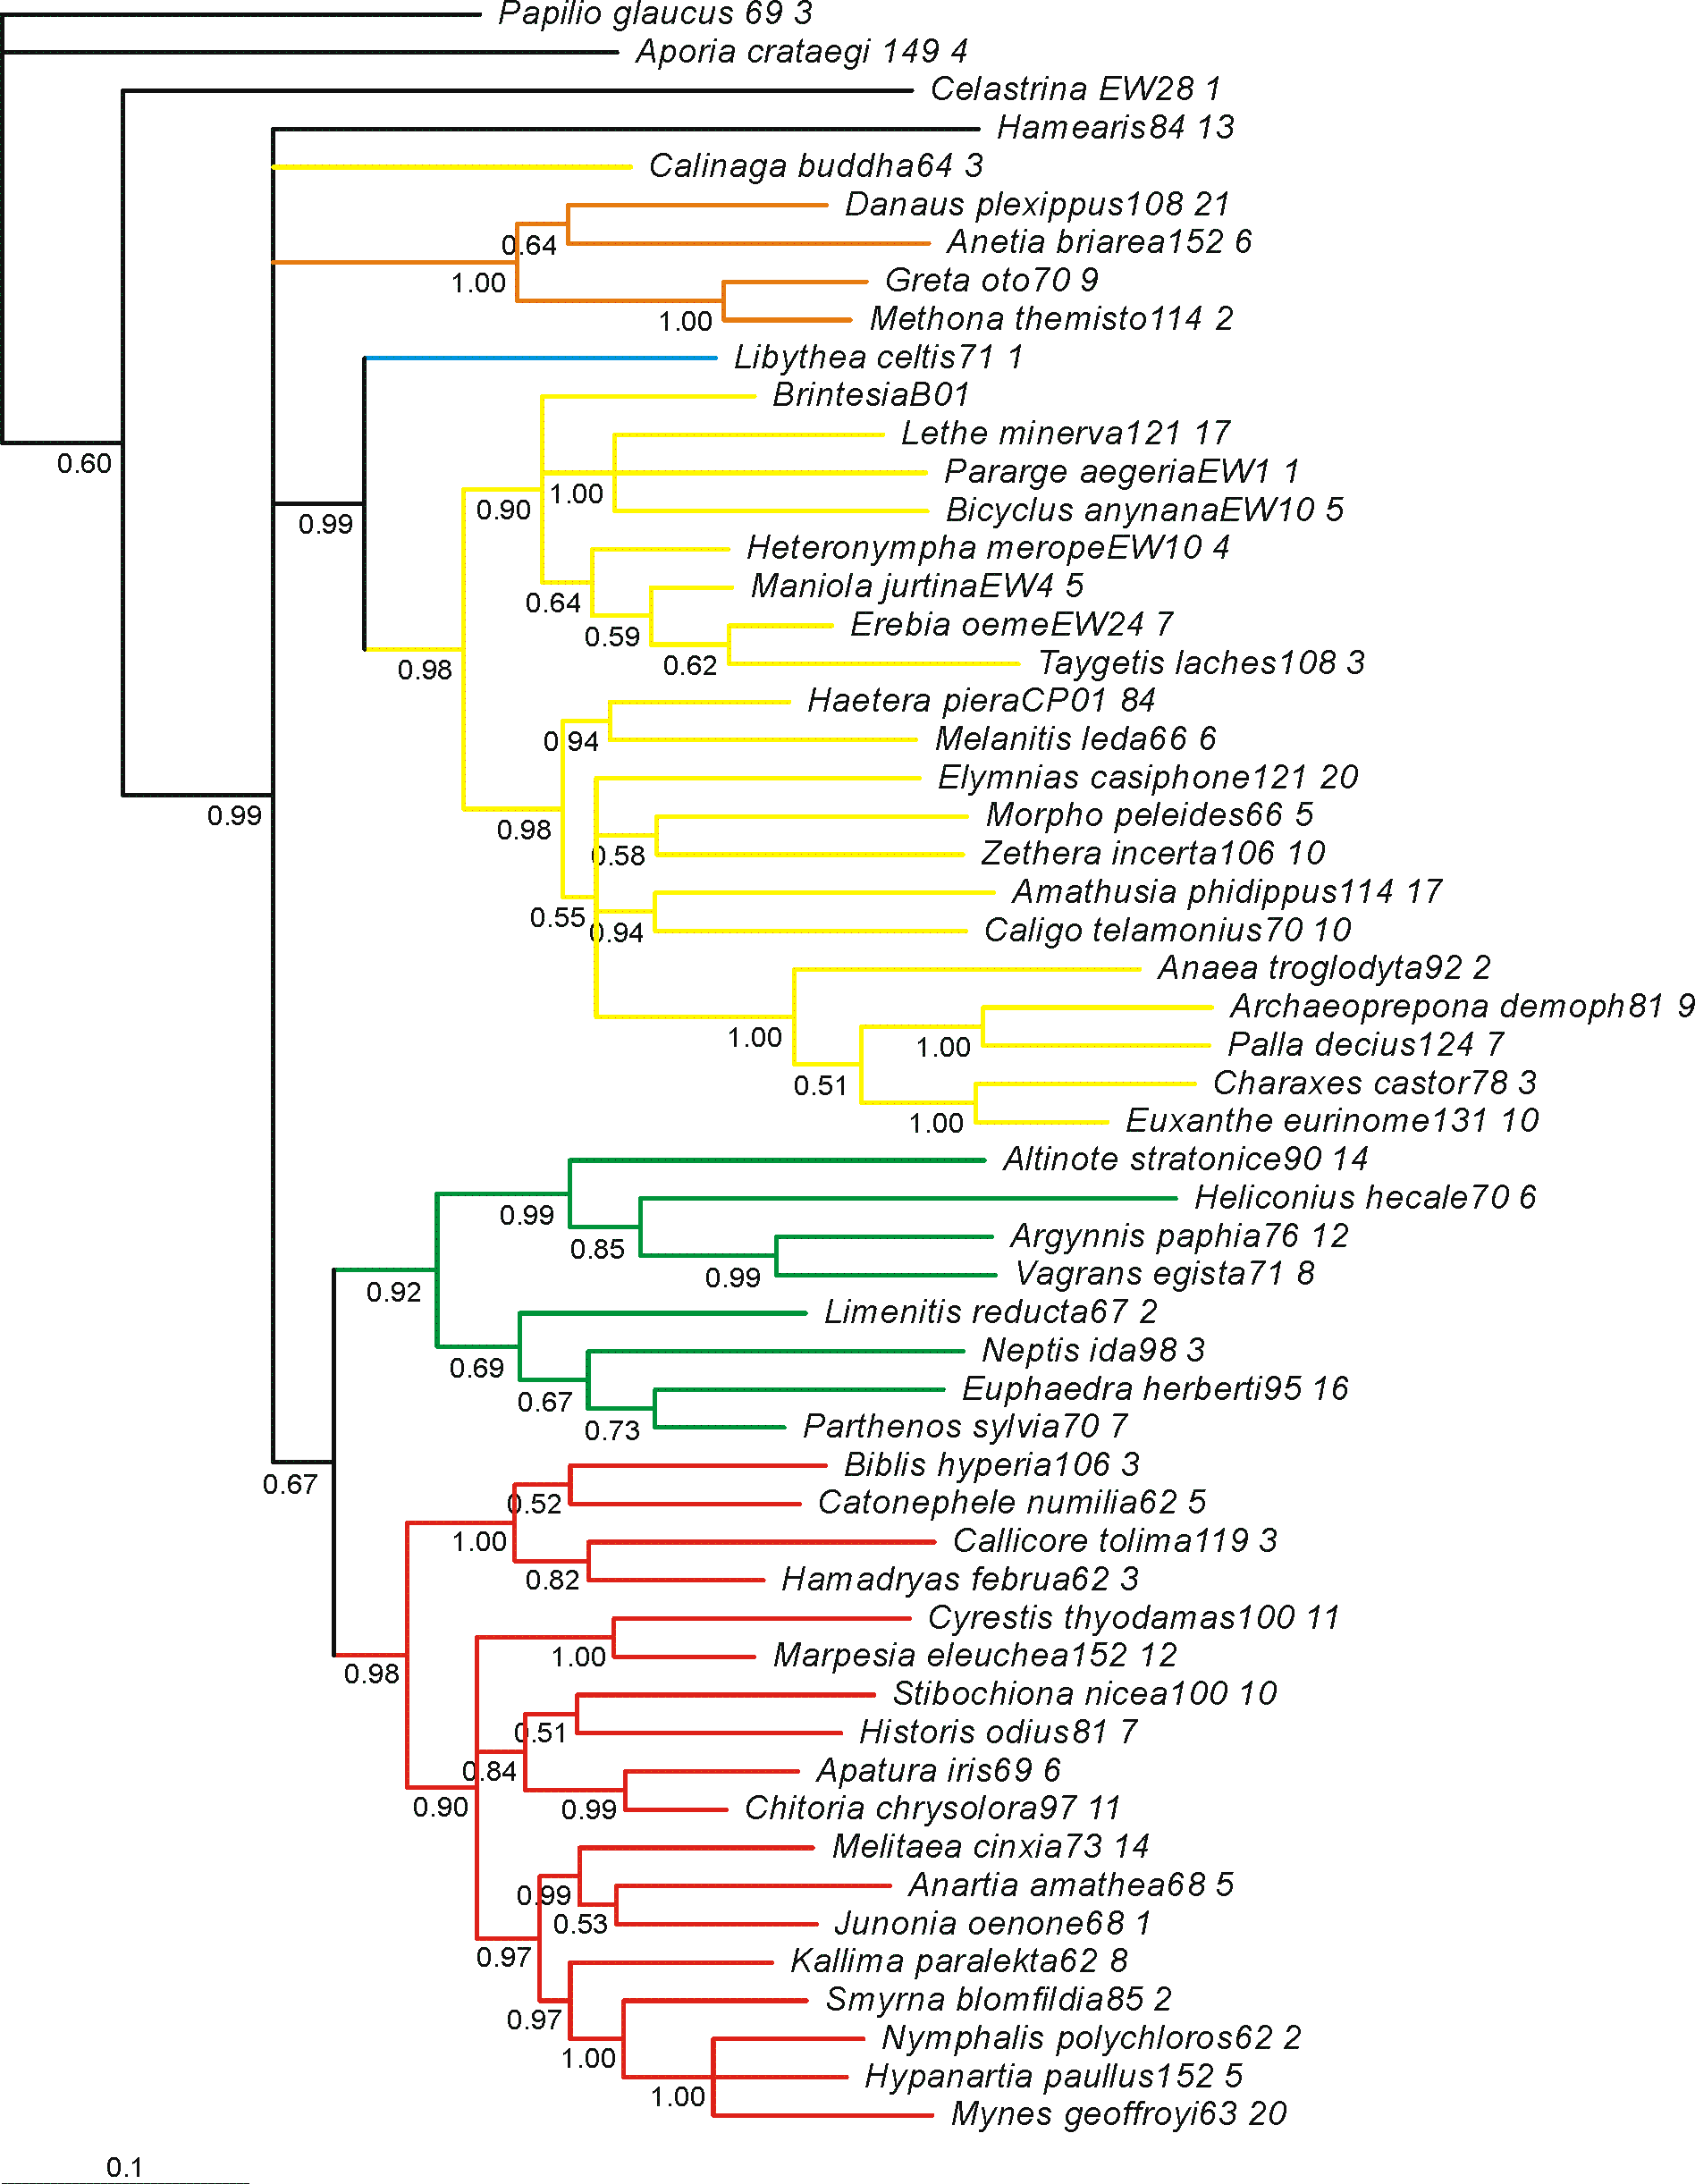 Papilio glaucus 69 3
Aporia crataegi 149 4
Celastrina EW28 1
Hamearis84 13
Calinaga buddha64 3
Danaus plexippus108 21
0.64
Anetia briarea152 6
1.00
Greta oto70 9
1.00
Methona themisto114 2
Libythea celtis71 1
BrintesiaB01
Lethe minerva121 17
0.60
Pararge aegeriaEW1 1
1.00
0.90
Bicyclus anynanaEW10 5
0.99
Heteronympha meropeEW10 4
Maniola jurtinaEW4 5
0.64
Erebia oemeEW24 7
0.59
Taygetis laches108 3
0.62
0.98
Haetera pieraCP01 84
0.94
Melanitis leda66 6
Elymnias casiphone121 20
0.99
Morpho peleides66 5
0.98
Zethera incerta106 10
0.58
Amathusia phidippus114 17
0.55
Caligo telamonius70 10
0.94
Anaea troglodyta92 2
Archaeoprepona demoph81 9
1.00
Palla decius124 7
1.00
Charaxes castor78 3
0.51
Euxanthe eurinome131 10
1.00
Altinote stratonice90 14
Heliconius hecale70 6
0.99
Argynnis paphia76 12
0.85
Vagrans egista71 8
0.99
0.92
Limenitis reducta67 2
Neptis ida98 3
0.69
Euphaedra herberti95 16
0.67
Parthenos sylvia70 7
0.73
Biblis hyperia106 3
0.67
Catonephele numilia62 5
0.52
Callicore tolima119 3
1.00
Hamadryas februa62 3
0.82
Cyrestis thyodamas100 11
Marpesia eleuchea152 12
1.00
0.98
Stibochiona nicea100 10
Historis odius81 7
0.51
Apatura iris69 6
0.84
Chitoria chrysolora97 11
0.99
0.90
Melitaea cinxia73 14
Anartia amathea68 5
0.99
Junonia oenone68 1
0.53
0.97
Kallima paralekta62 8
Smyrna blomfildia85 2
0.97
Nymphalis polychloros62 2
1.00
Hypanartia paullus152 5
1.00
Mynes geoffroyi63 20
0.1